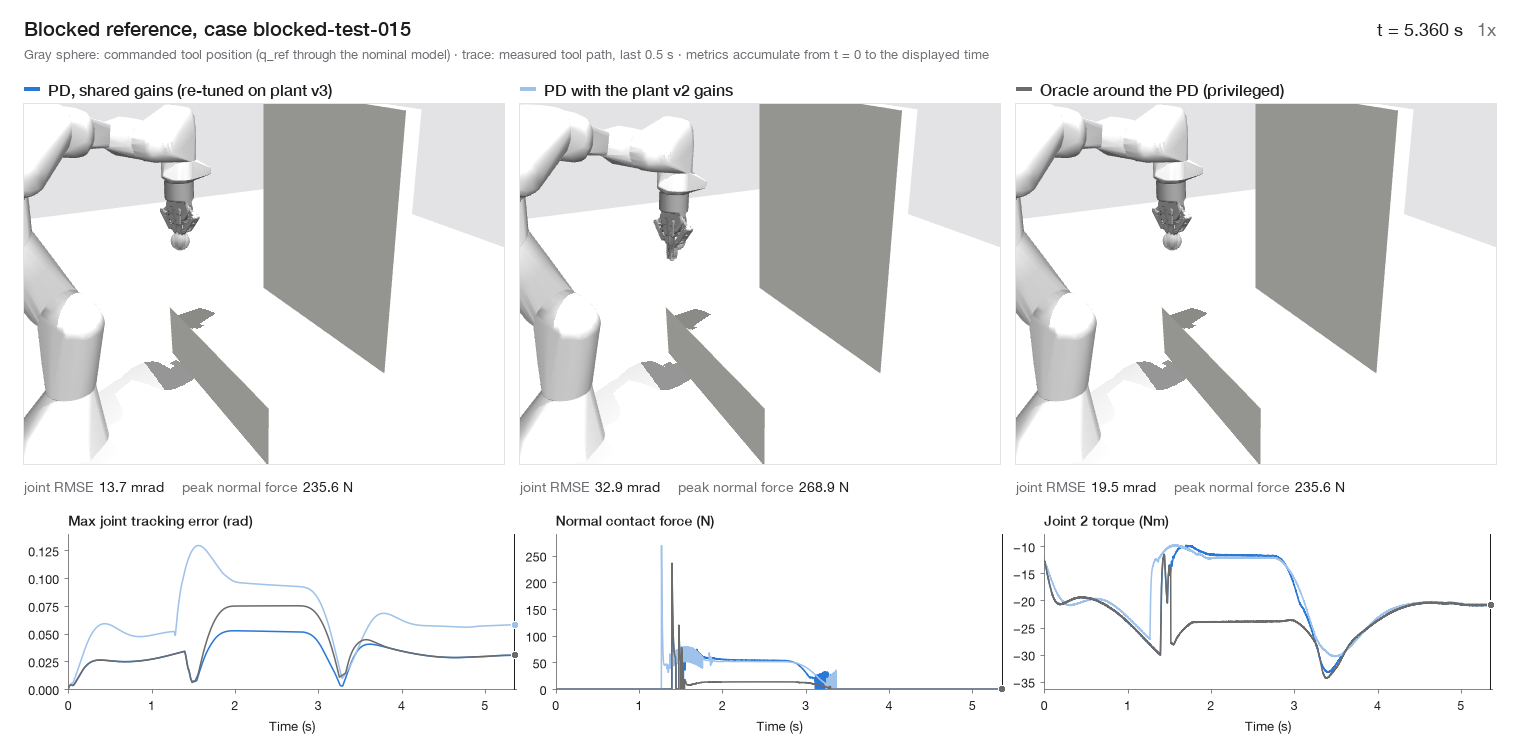 Blocked reference, case blocked-test-015
t = 5.360 s 1x
Gray sphere: commanded tool position (q_ref through the nominal model) · trace: measured tool path, last 0.5 s · metrics accumulate from t = 0 to the displayed time
PD, shared gains (re-tuned on plant v3)
PD with the plant v2 gains
Oracle around the PD (privileged)
joint RMSE 13.7 mrad peak normal force 235.6 N
joint RMSE 32.9 mrad peak normal force 268.9 N
joint RMSE 19.5 mrad peak normal force 235.6 N
Max joint tracking error (rad)
0.125
0.100
0.075
0.050
0.025
0.000
0 1 2 3 4 5
Time (s)
Normal contact force (N)
250
200
150
100
50
0
0 1 2 3 4 5
Time (s)
Joint 2 torque (Nm)
−10
−15
−20
−25
−30
−35
0 1 2 3 4 5
Time (s)